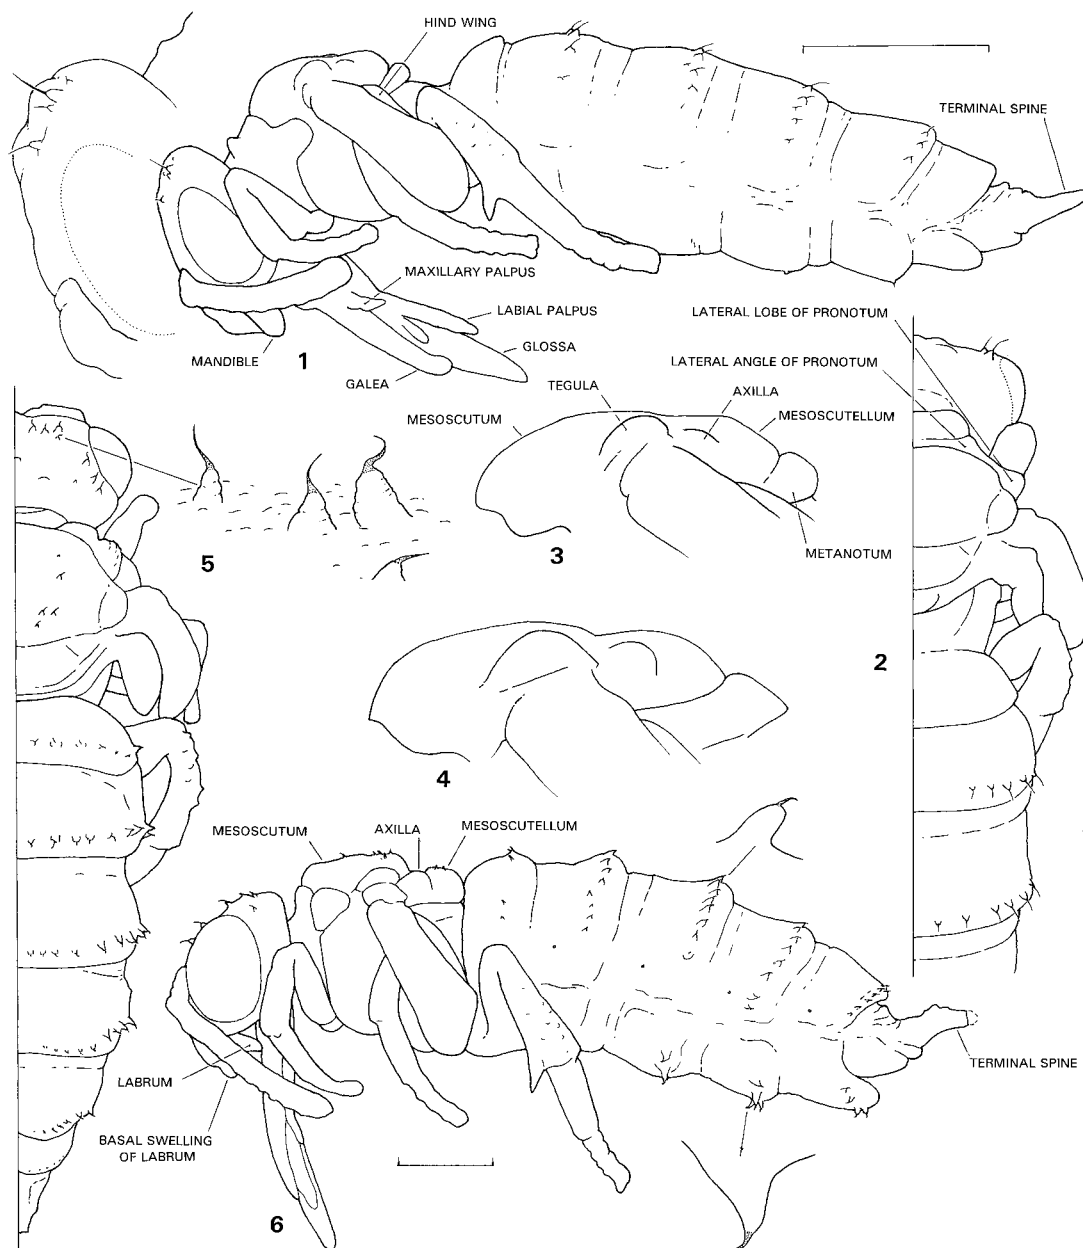 HIND WING
TERMINAL SPINE
MAXILLARY PALPUS
LABIAL PALPUS
GLOSSA
MANDIBLE
1
GALEA
LATERAL LOBE OF PRONOTUM
LATERAL ANGLE OF PRONOTUM
TEGULA
AXILLA
MESOSCUTUM
MESOSCUTELLUM
5
3
METANOTUM
2
4
MESOSCUTUM
AXILLA
MESOSCUTELLUM
LABRUM
TERMINAL SPINE
BASAL SWELLING
OF LABRUM
6